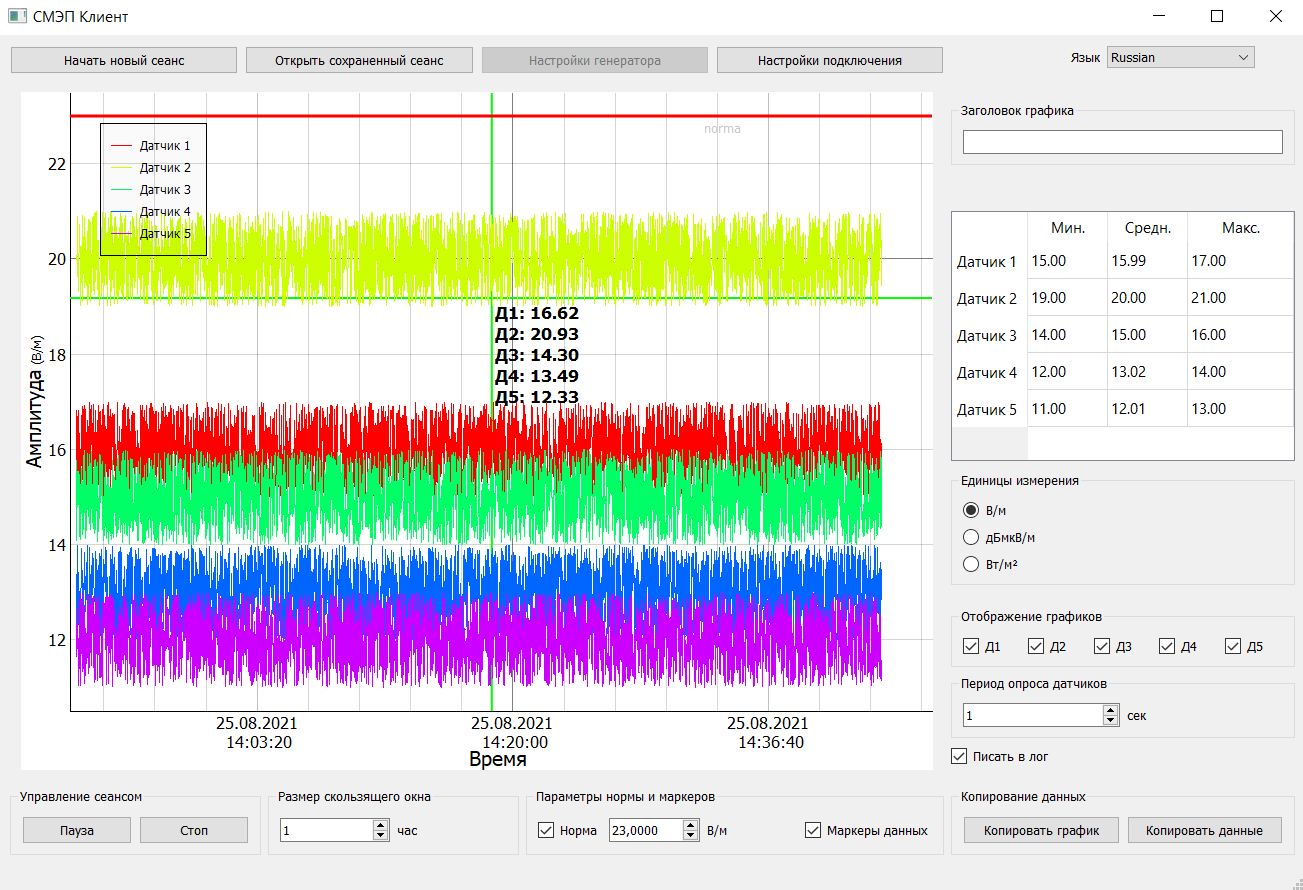 СМЭП Клиент
Начать новый сеанс
Открыть сохраненный сеанс
Настройки генератора
Настройки подключения
Язык
Russian
norma
Датчик 1
Датчик 2
Датчик 3
Датчик 4
Датчик 5
22
20
18
16
14
12
Амплитуда (В/м)
Д1: 16.62
Д2: 20.93
Д3: 14.30
Д4: 13.49
Д5: 12.33
25.08.2021 25.08.2021 25.08.2021
14:03:20 14:20:00 14:36:40
Время
Заголовок графика
Мин. Средн. Макс.
Датчик 1 15.00 15.99 17.00
Датчик 2 19.00 20.00 21.00
Датчик 3 14.00 15.00 16.00
Датчик 4 12.00 13.02 14.00
Датчик 5 11.00 12.01 13.00
Единицы измерения
В/м
дБмкВ/м
Вт/м²
Отображение графиков
Д1 Д2 Д3 Д4 Д5
Период опроса датчиков
1 сек
Писать в лог
Управление сеансом
Пауза
Стоп
Размер скользящего окна
1 час
Параметры нормы и маркеров
Норма 23,0000 В/м
Маркеры данных
Копирование данных
Копировать график
Копировать данные